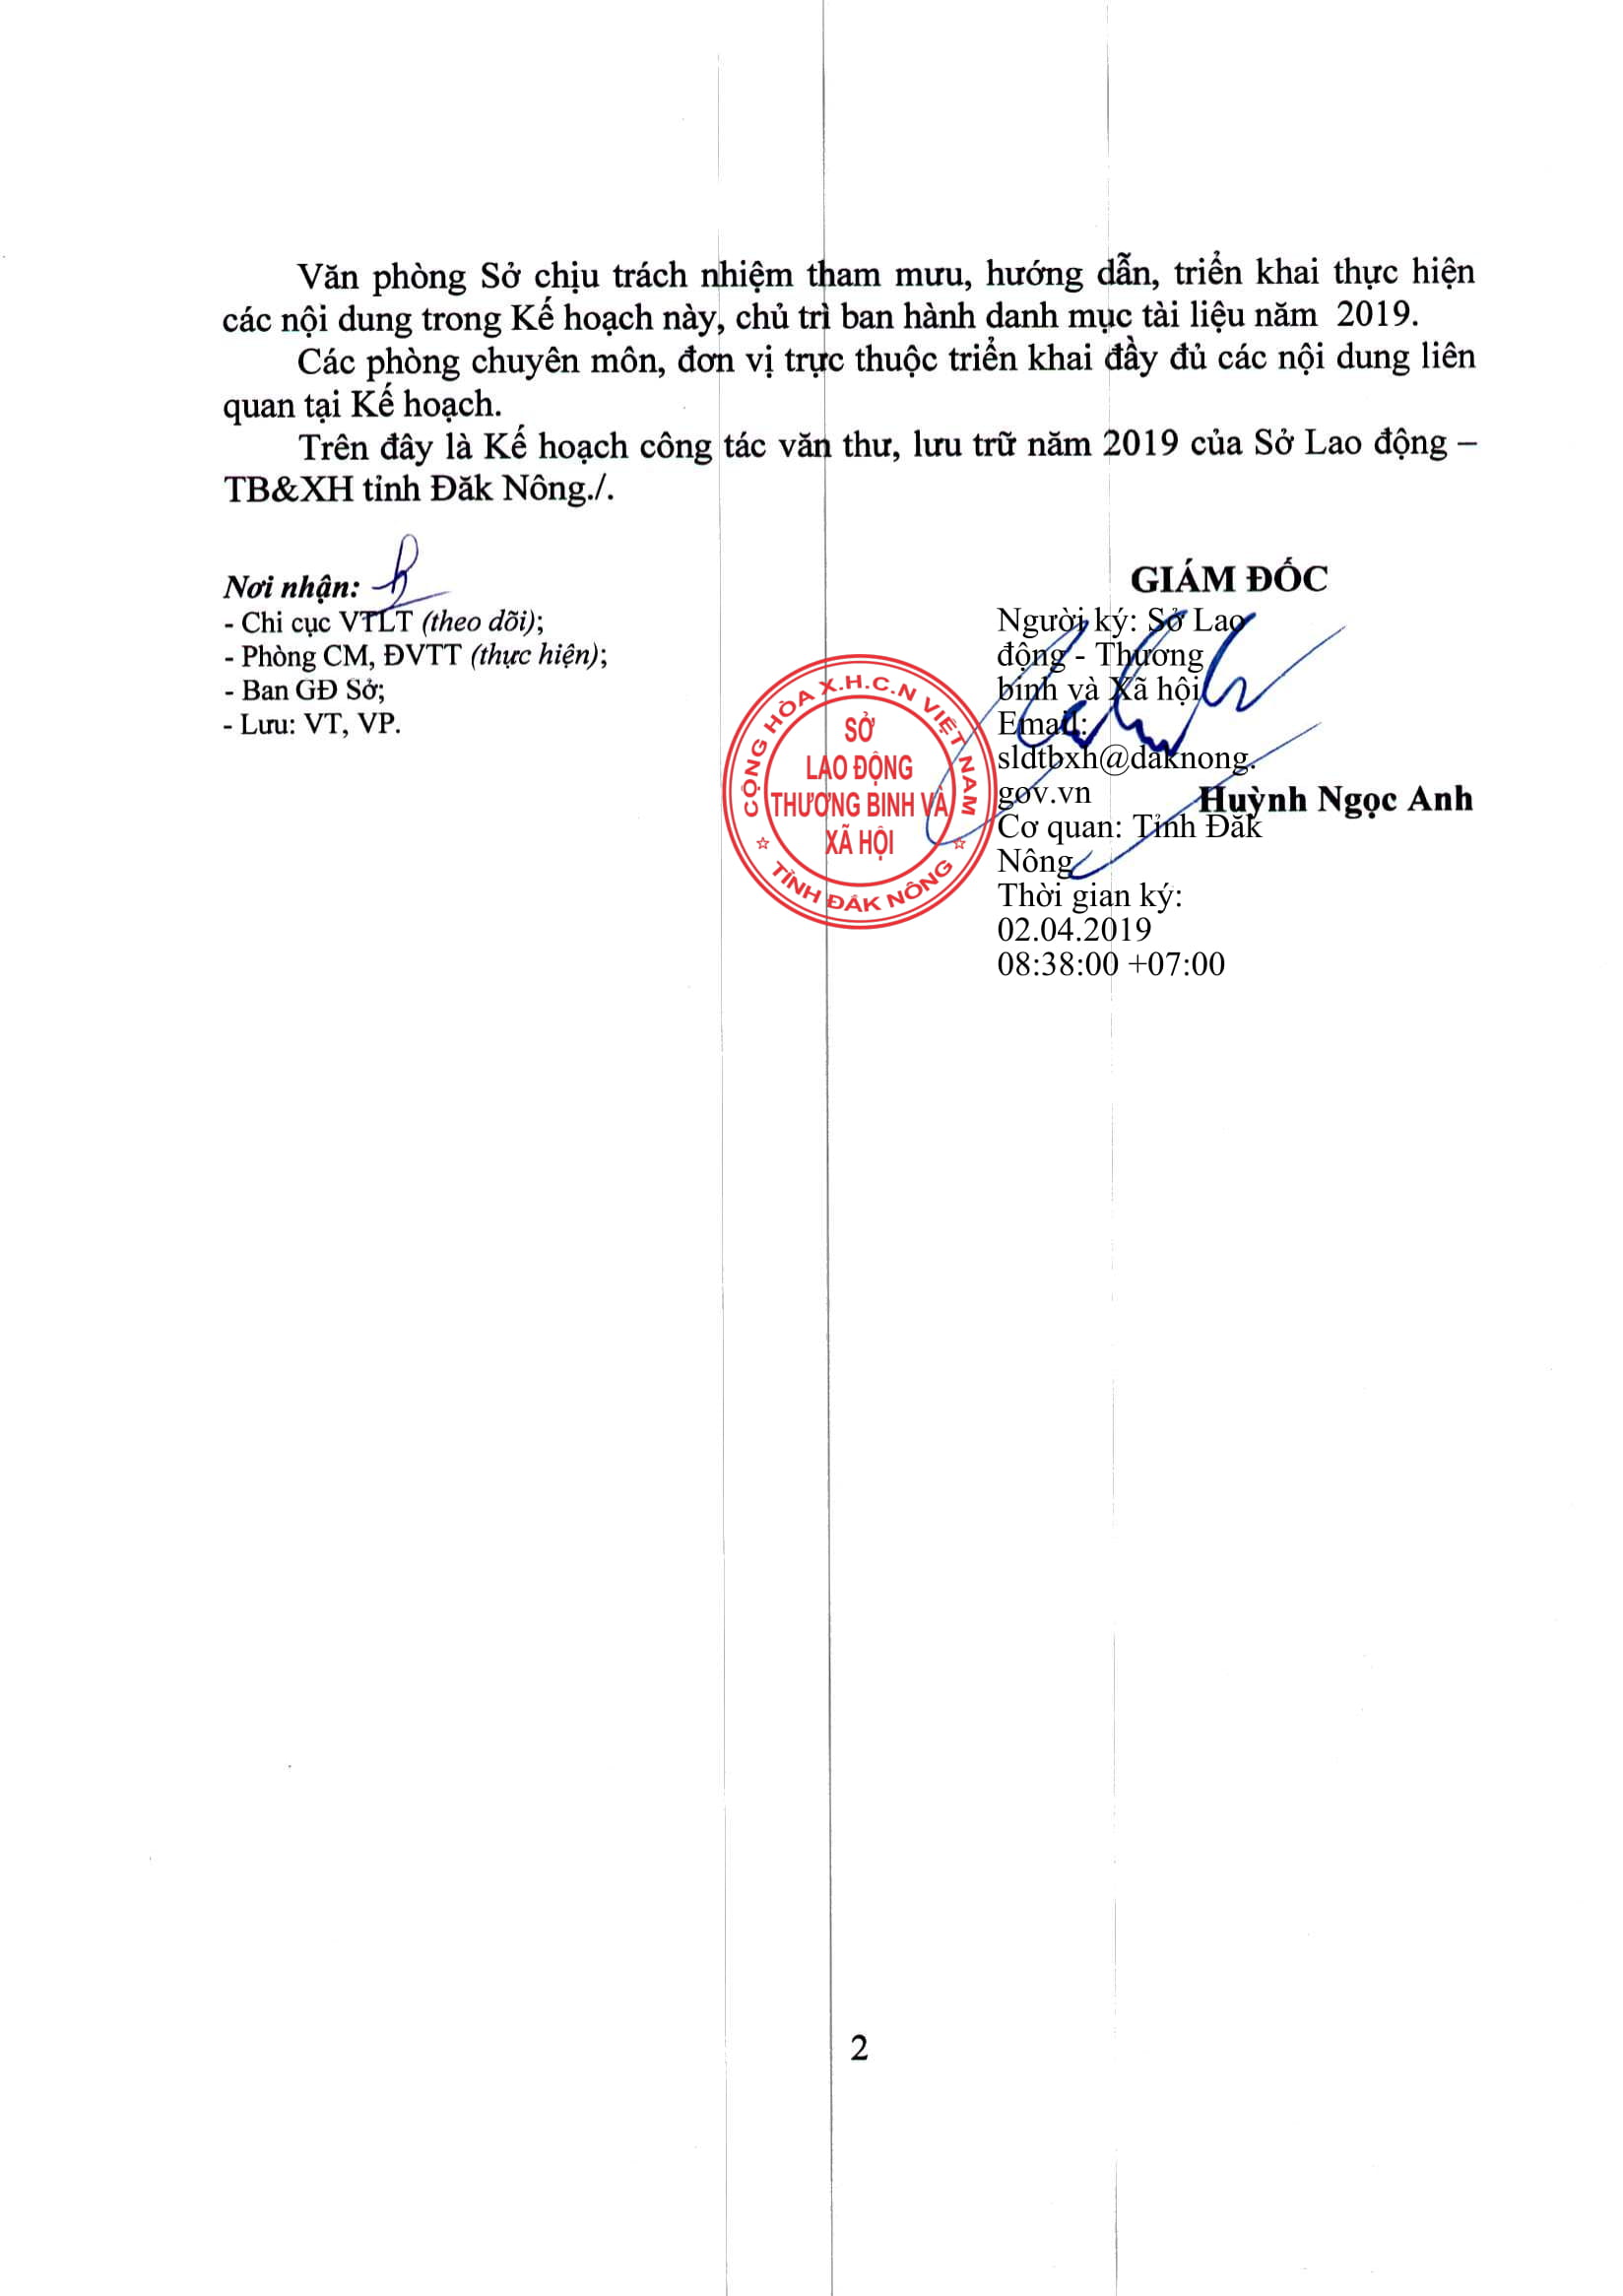 Văn phòng Sở chịu trách nhiệm tham mưu, hướng dẫn, triển khai thực hiện
các nội dung trong Kế hoạch này, chủ trì ban hành danh mục tài liệu năm 2019.
Các phòng chuyên môn, đơn vị trực thuộc triển khai đầy đủ các nội dung liên
quan tại Kế hoạch.
Trên đây là Kế hoạch công tác văn thư, lưu trữ năm 2019 của Sở Lao động –
TB&XH tỉnh Đăk Nông./.
Nơi nhận:
- Chi cục VTLT (theo dõi);
- Phòng CM, ĐVTT (thực hiện);
- Ban GĐ Sở;
- Lưu: VT, VP.
GIÁM ĐỐC
Người ký: Sở Lao
động - Thương
binh và Xã hội
Email:
sldtbxh@daknong.
gov.vn
Cơ quan: Tỉnh Đăk
Nông
Thời gian ký:
02.04.2019
08:38:00 +07:00
Huỳnh Ngọc Anh
CỘNG HÒA X.H.C.N VIỆT NAM
SỞ
LAO ĐỘNG
THƯƠNG BINH VÀ
XÃ HỘI
TỈNH ĐẮK NÔNG
2